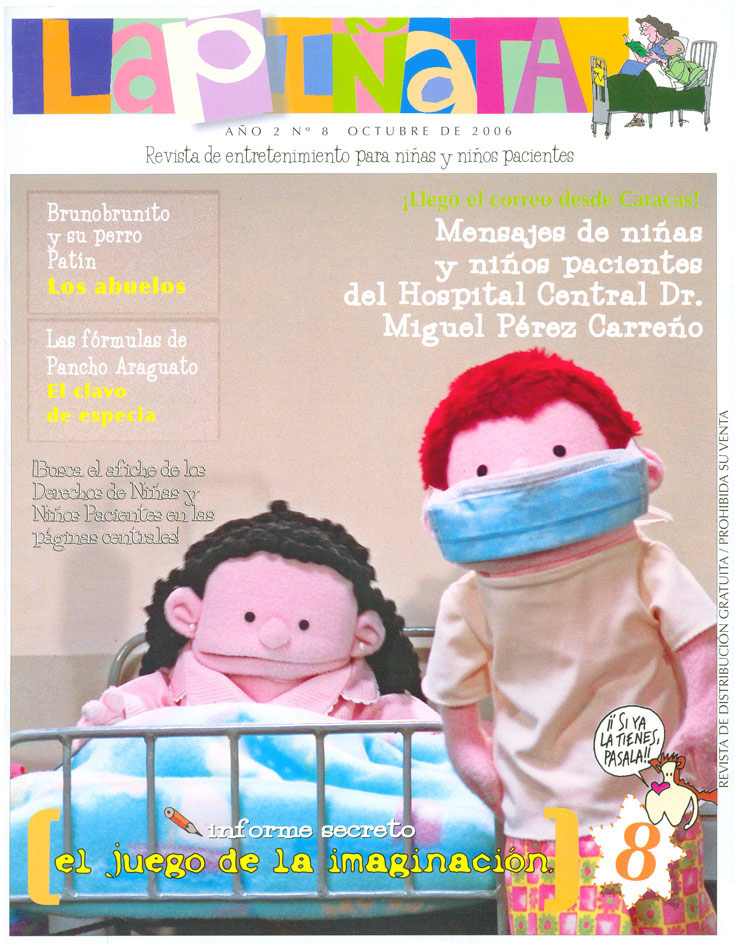 LAPIÑATA
AÑO 2 Nº 8 OCTUBRE DE 2006
Revista de entretenimiento para niñas y niños pacientes
Brunobrunito
y su perro
Patín
Los abuelos
Las fórmulas de
Pancho Araguato
El clavo
de especia
¡Busca el afiche de los
Derechos de Niñas y
Niños Pacientes en las
páginas centrales!
¡Llegó el correo desde Caracas!
Mensajes de niñas
y niños pacientes
del Hospital Central Dr.
Miguel Pérez Carreño
REVISTA DE DISTRIBUCIÓN GRATUITA / PROHIBIDA SU VENTA
¡¡SI YA
LA TIENES,
PASALA!!
informe secreto
el juego de la imaginación.
8